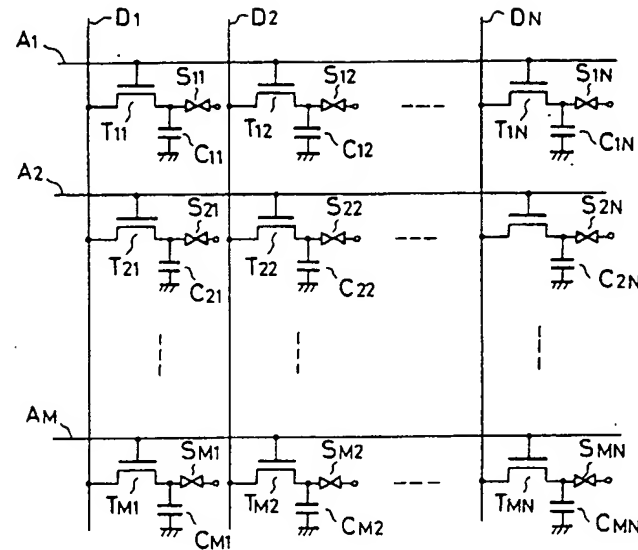 D1 D2 DN
A1
S11 S12 S1N
T11 T12 T1N
C11 C12 C1N
A2
S21 S22 S2N
T21 T22
C21 C22 C2N
AM
SM1 SM2 SMN
TM1 TM2 TMN
CM1 CM2 CMN